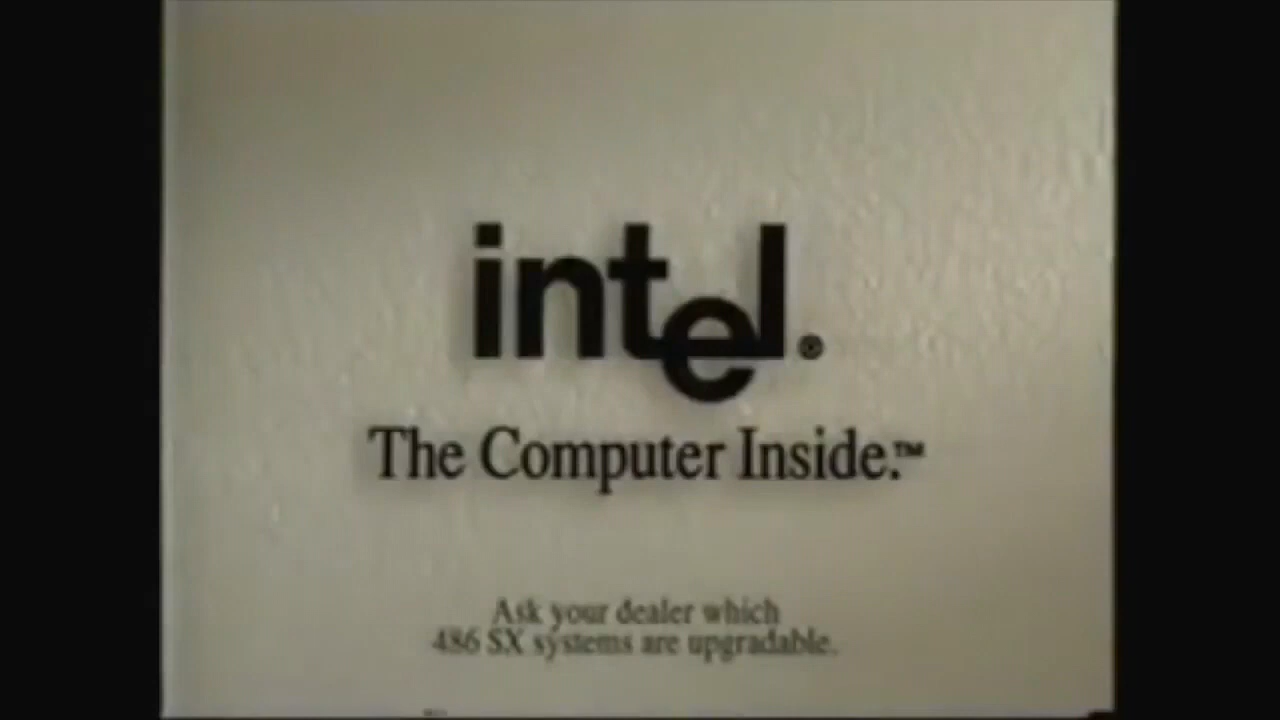 intel®
The Computer Inside.™
Ask your dealer which
486 SX systems are upgradable.